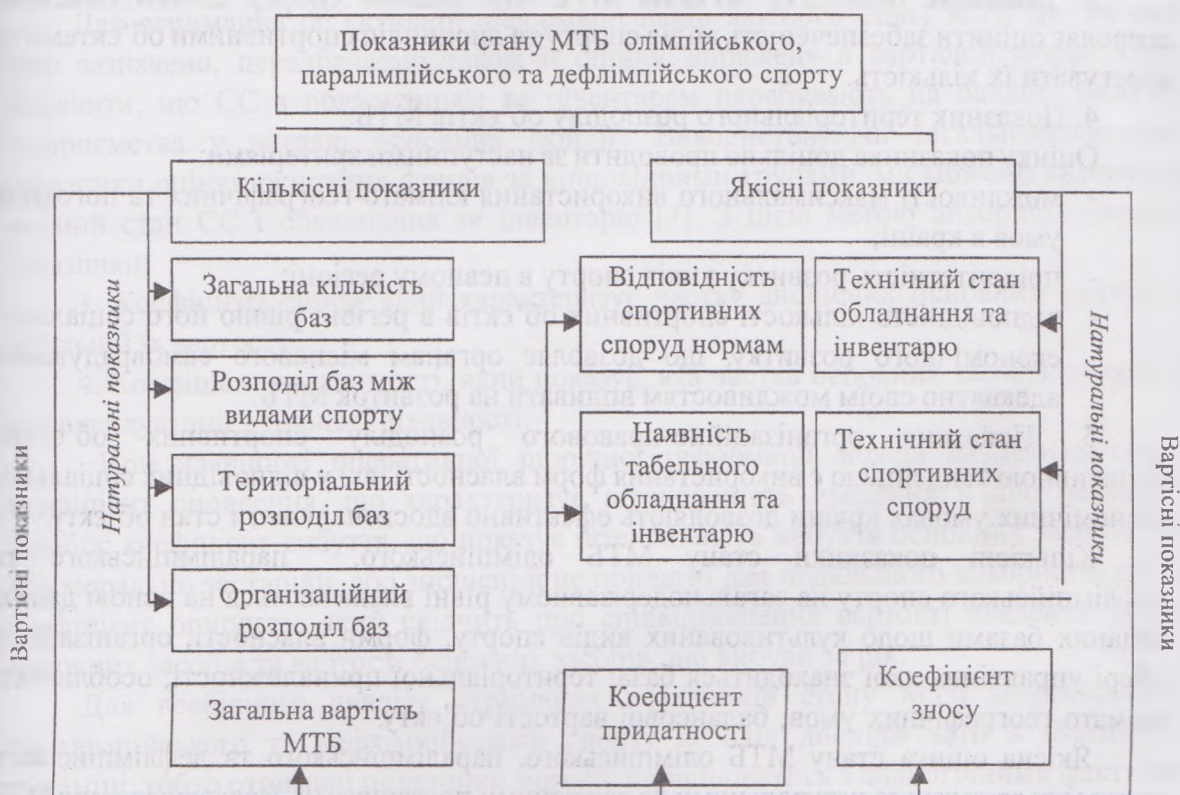 Показники стану МТБ олімпійського,
паралімпійського та дефлімпійського спорту
Кількісні показники
Якісні показники
Вартісні показники
Натуральні показники
Загальна кількість
баз
Розподіл баз між
видами спорту
Територіальний
розподіл баз
Організаційний
розподіл баз
Відповідність
спортивних
споруд нормам
Технічний стан
обладнання та
інвентарю
Наявність
табельного
обладнання та
інвентарю
Технічний стан
спортивних
споруд
Натуральні показники
Вартісні показники
Загальна вартість
МТБ
Коефіцієнт
придатності
Коефіцієнт
зносу